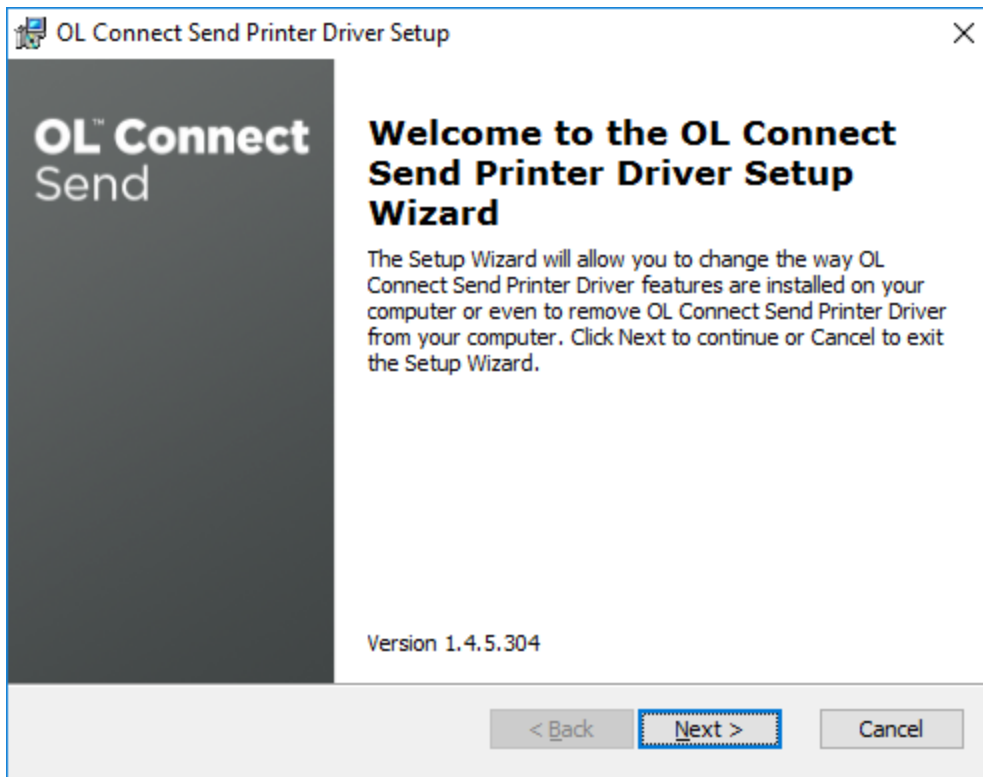 OL Connect Send Printer Driver Setup
OL™ Connect
Send
Welcome to the OL Connect
Send Printer Driver Setup
Wizard
The Setup Wizard will allow you to change the way OL
Connect Send Printer Driver features are installed on your
computer or even to remove OL Connect Send Printer Driver
from your computer. Click Next to continue or Cancel to exit
the Setup Wizard.
Version 1.4.5.304
< Back Next > Cancel